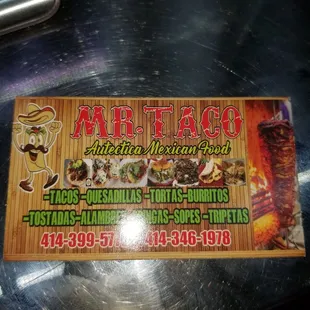 MR. TACO
Autectica Mexican Food
-TACOS -QUESADILLAS -TORTAS-BURRITOS
-TOSTADAS-ALAMBRES -SOPES -TRIPETAS
414-346-1978